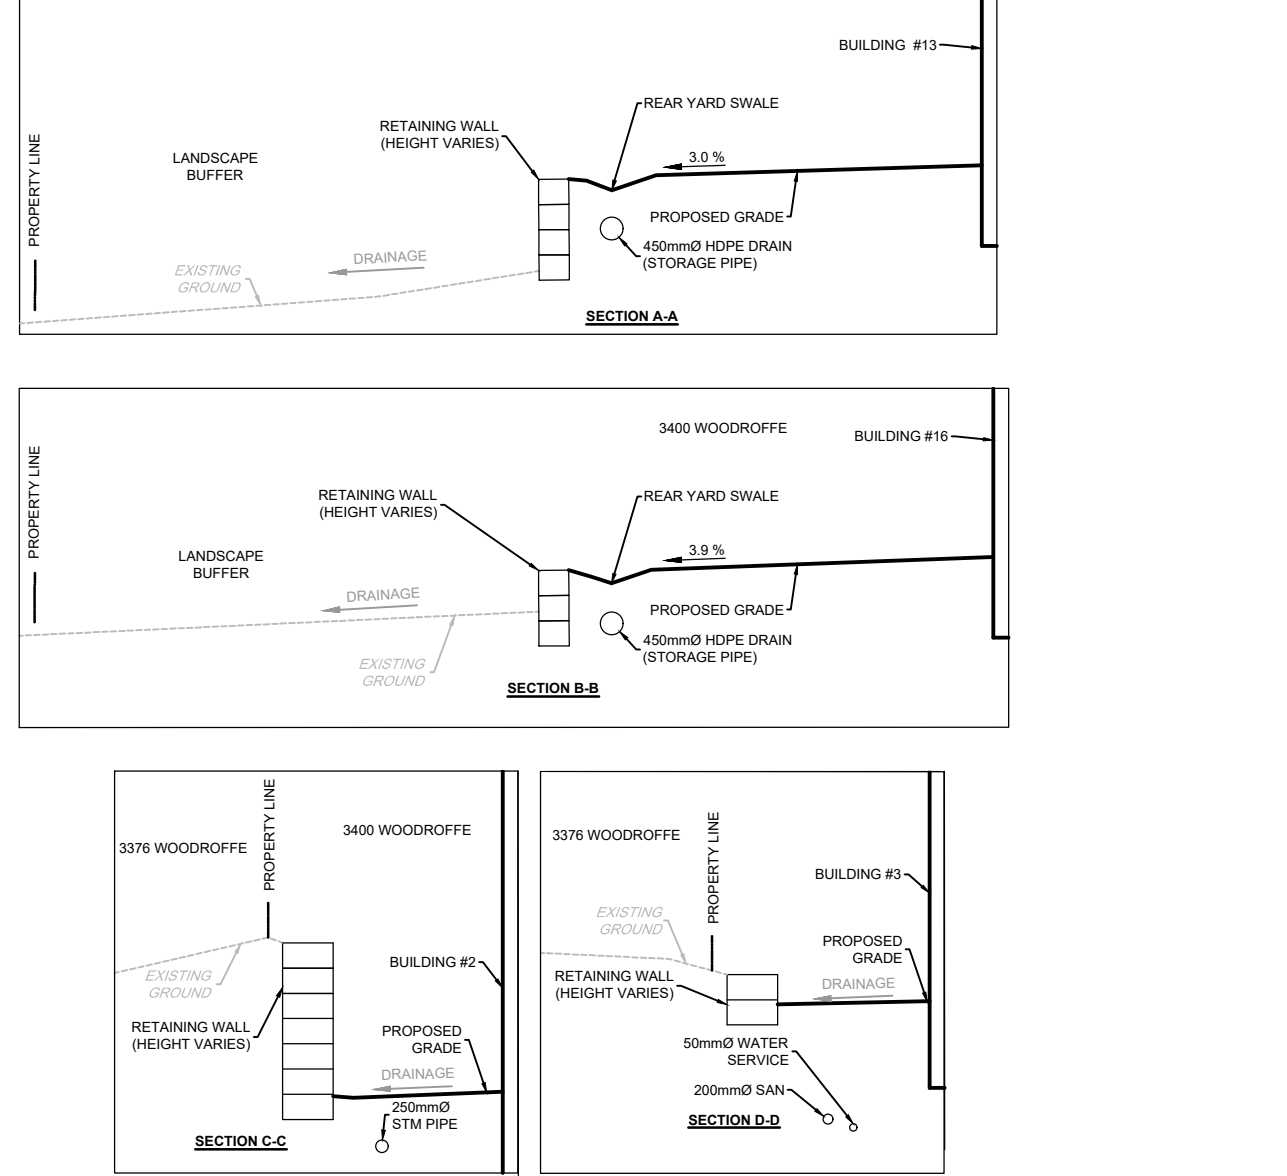 BUILDING #13
REAR YARD SWALE
RETAINING WALL
(HEIGHT VARIES)
PROPERTY LINE
LANDSCAPE
BUFFER
3.0 %
PROPOSED GRADE
450mmØ HDPE DRAIN
(STORAGE PIPE)
DRAINAGE
EXISTING
GROUND
SECTION A-A
3400 WOODROFFE
BUILDING #16
PROPERTY LINE
RETAINING WALL
(HEIGHT VARIES)
REAR YARD SWALE
LANDSCAPE
BUFFER
3.9 %
DRAINAGE
PROPOSED GRADE
450mmØ HDPE DRAIN
(STORAGE PIPE)
EXISTING
GROUND
SECTION B-B
PROPERTY LINE
3400 WOODROFFE
3376 WOODROFFE
BUILDING #2
EXISTING
GROUND
RETAINING WALL
(HEIGHT VARIES)
PROPOSED
GRADE
DRAINAGE
250mmØ
STM PIPE
SECTION C-C
3376 WOODROFFE
PROPERTY LINE
BUILDING #3
EXISTING
GROUND
PROPOSED
GRADE
RETAINING WALL
(HEIGHT VARIES)
DRAINAGE
50mmØ WATER
SERVICE
200mmØ SAN
SECTION D-D